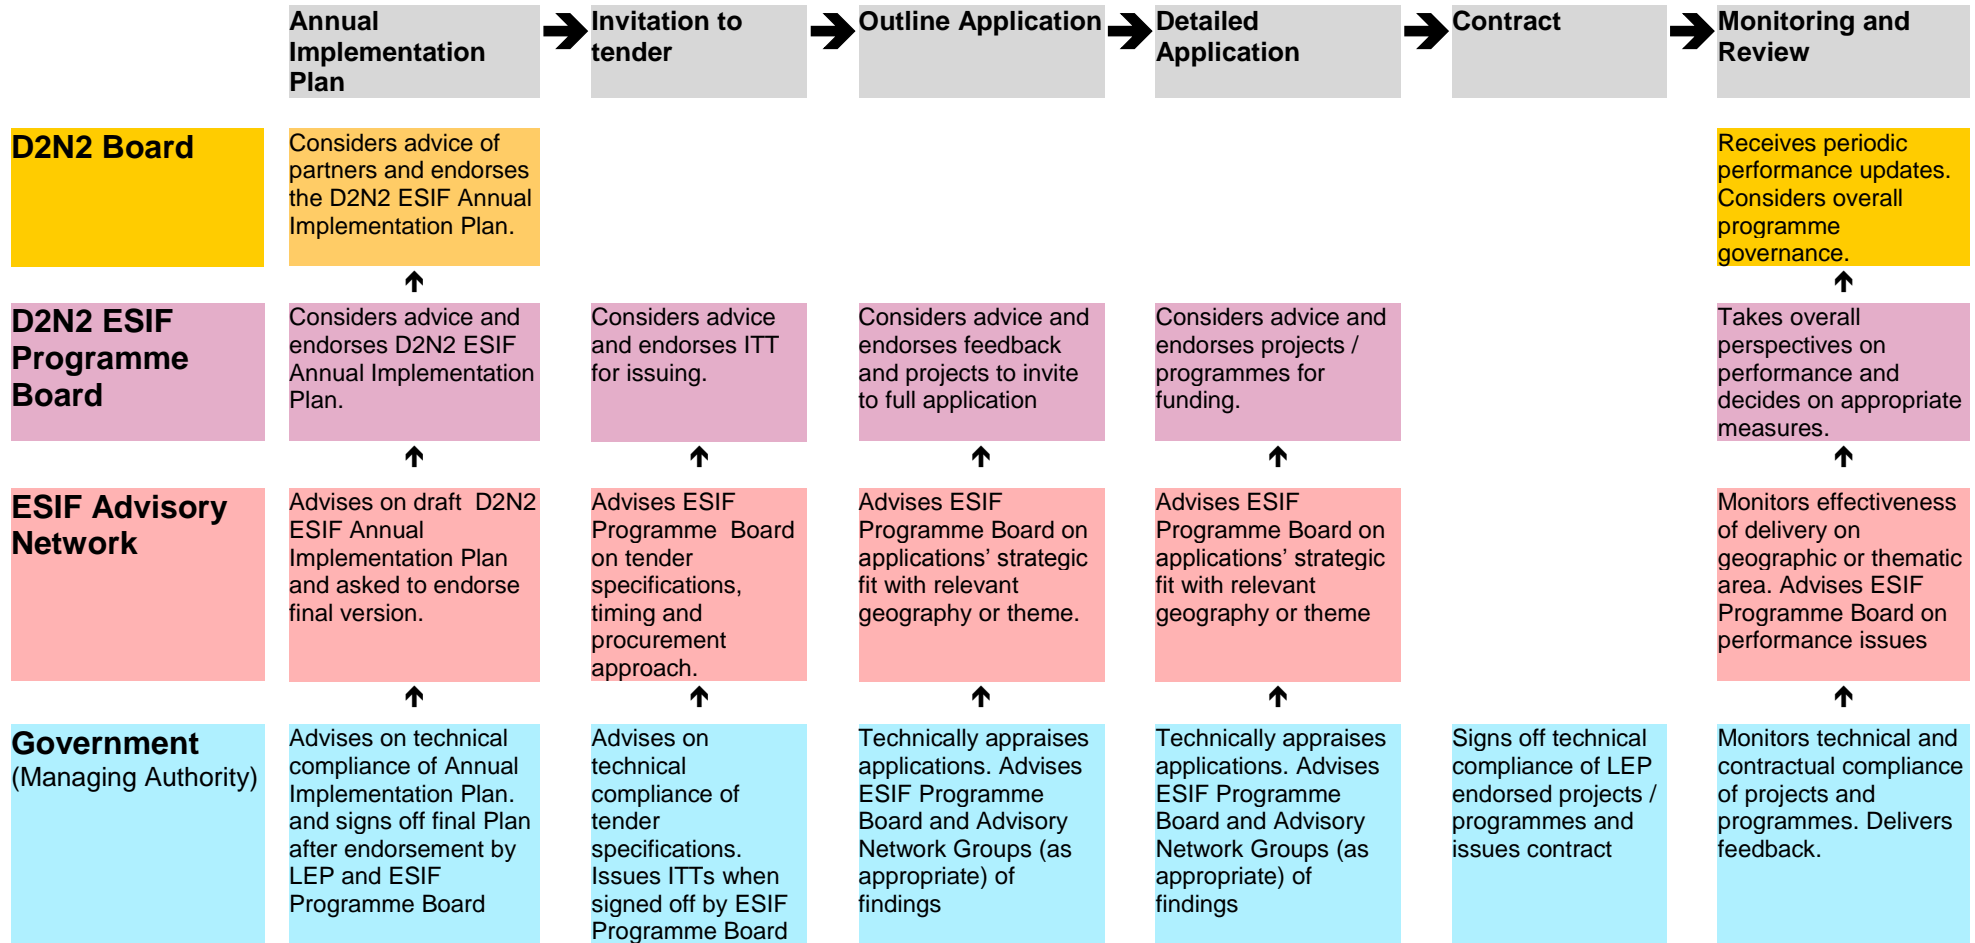 Annual
Implementation
Plan
Invitation to
tender
Outline Application
Detailed
Application
Contract
Monitoring and
Review
D2N2 Board
Considers advice of
partners and endorses
the D2N2 ESIF Annual
Implementation Plan.
Receives periodic
performance updates.
Considers overall
programme
governance.
D2N2 ESIF
Programme
Board
Considers advice and
endorses D2N2 ESIF
Annual Implementation
Plan.
Considers advice
and endorses ITT
for issuing.
Considers advice and
endorses feedback
and projects to invite
to full application
Considers advice and
endorses projects /
programmes for
funding.
Takes overall
perspectives on
performance and
decides on appropriate
measures.
ESIF Advisory
Network
Advises on draft  D2N2
ESIF Annual
Implementation Plan
and asked to endorse
final version.
Advises ESIF
Programme  Board
on tender
specifications,
timing and
procurement
approach.
Advises ESIF
Programme Board on
applications’ strategic
fit with relevant
geography or theme.
Advises ESIF
Programme Board on
applications’ strategic
fit with relevant
geography or theme
Monitors effectiveness
of delivery on
geographic or thematic
area. Advises ESIF
Programme Board on
performance issues
Government
(Managing Authority)
Advises on technical
compliance of Annual
Implementation Plan.
and signs off final Plan
after endorsement by
LEP and ESIF
Programme Board
Advises on
technical
compliance of
tender
specifications.
Issues ITTs when
signed off by ESIF
Programme Board
Technically appraises
applications. Advises
ESIF Programme
Board and Advisory
Network Groups (as
appropriate) of
findings
Technically appraises
applications. Advises
ESIF Programme
Board and Advisory
Network Groups (as
appropriate) of
findings
Signs off technical
compliance of LEP
endorsed projects /
programmes and
issues contract
Monitors technical and
contractual compliance
of projects and
programmes. Delivers
feedback.